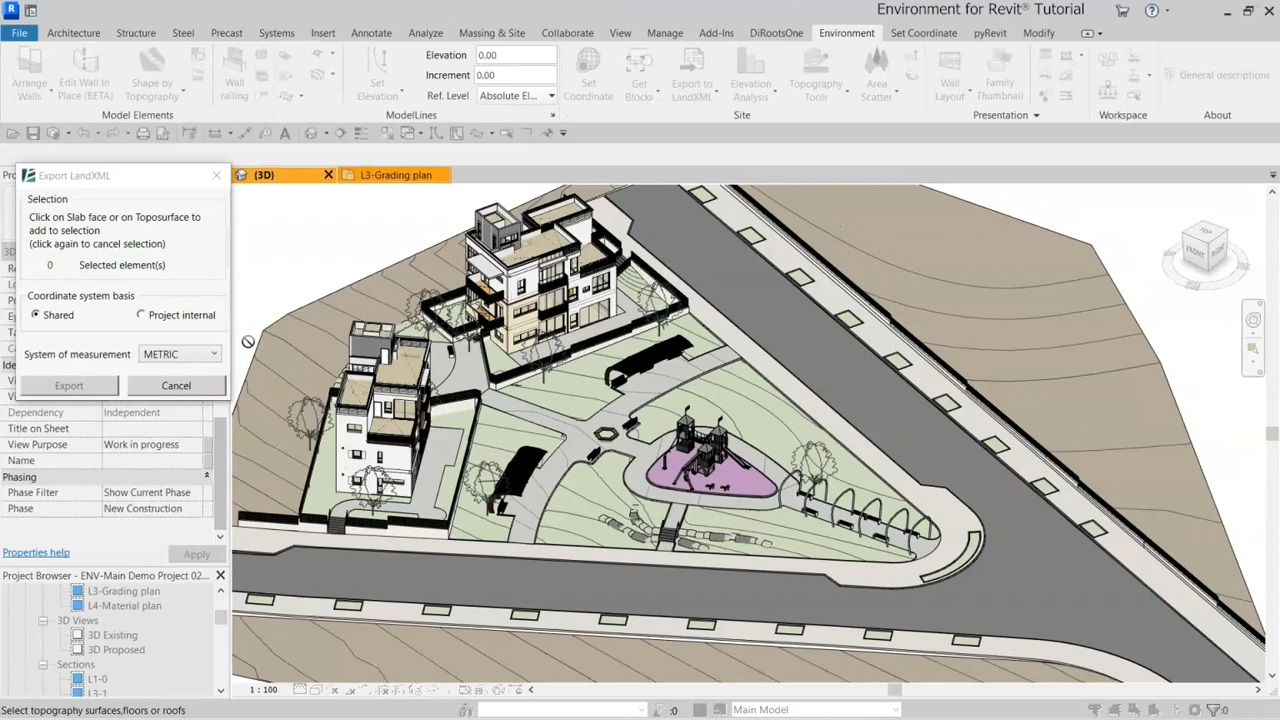 Environment for Revit® Tutorial
File Architecture Structure Steel Precast Systems Insert Annotate Analyze Massing & Site Collaborate View Manage Add-Ins DiRootsOne Environment Set Coordinate pyRevit Modify
Arrange Walls
Edit Wall in Place (BETA)
Shape by Topography
Wall railing
Set Elevation
Elevation 0.00
Increment 0.00
Ref. Level Absolute El...
Set Coordinate
Get Blocks
Export to LandXML
Elevation Analysis
Topography Tools
Area Scatter
Wall Layout
Family Thumbnail
General descriptions
Model Elements ModelLines Site Presentation Workspace About
Export LandXML
(3D)
L3-Grading plan
Selection
Click on Slab face or on Toposurface to
add to selection
(click again to cancel selection)
0 Selected element(s)
Coordinate system basis
Shared Project internal
System of measurement METRIC
Export Cancel
Dependency Independent
Title on Sheet
View Purpose Work in progress
Name
Phasing
Phase Filter Show Current Phase
Phase New Construction
Properties help Apply
Project Browser - ENV-Main Demo Project 02...
L3-Grading plan
L4-Material plan
3D Views
3D Existing
3D Proposed
Sections
L1-0
L3-1
TOP
FRONT
1 : 100
Select topography surfaces,floors or roofs
:0
Main Model
:0